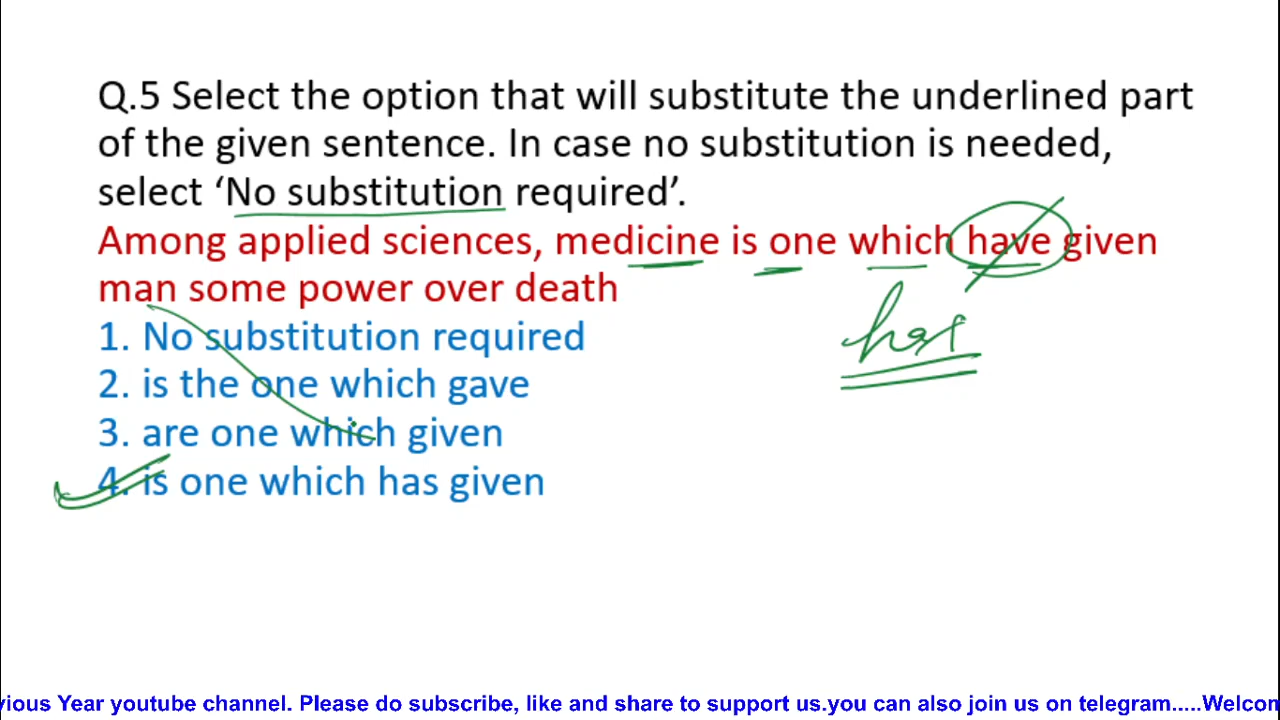 Q.5 Select the option that will substitute the underlined part
of the given sentence. In case no substitution is needed,
select ‘No substitution required’.
Among applied sciences, medicine is one which have given
man some power over death
has
1. No substitution required
2. is the one which gave
3. are one which given
4. is one which has given
vious Year youtube channel. Please do subscribe, like and share to support us.you can also join us on telegram.....Welcon